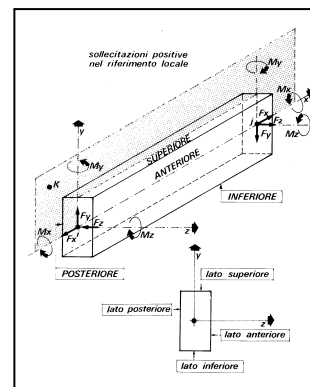 sollecitazioni positive
nel riferimento locale
My
Mx
x
Fx
Fz
Fy
Mz
y
My
SUPERIORE
ANTERIORE
K
INFERIORE
Mx
Fy
Fz
Fx
Mz
z
POSTERIORE
y
lato superiore
lato posteriore
z
lato anteriore
lato inferiore